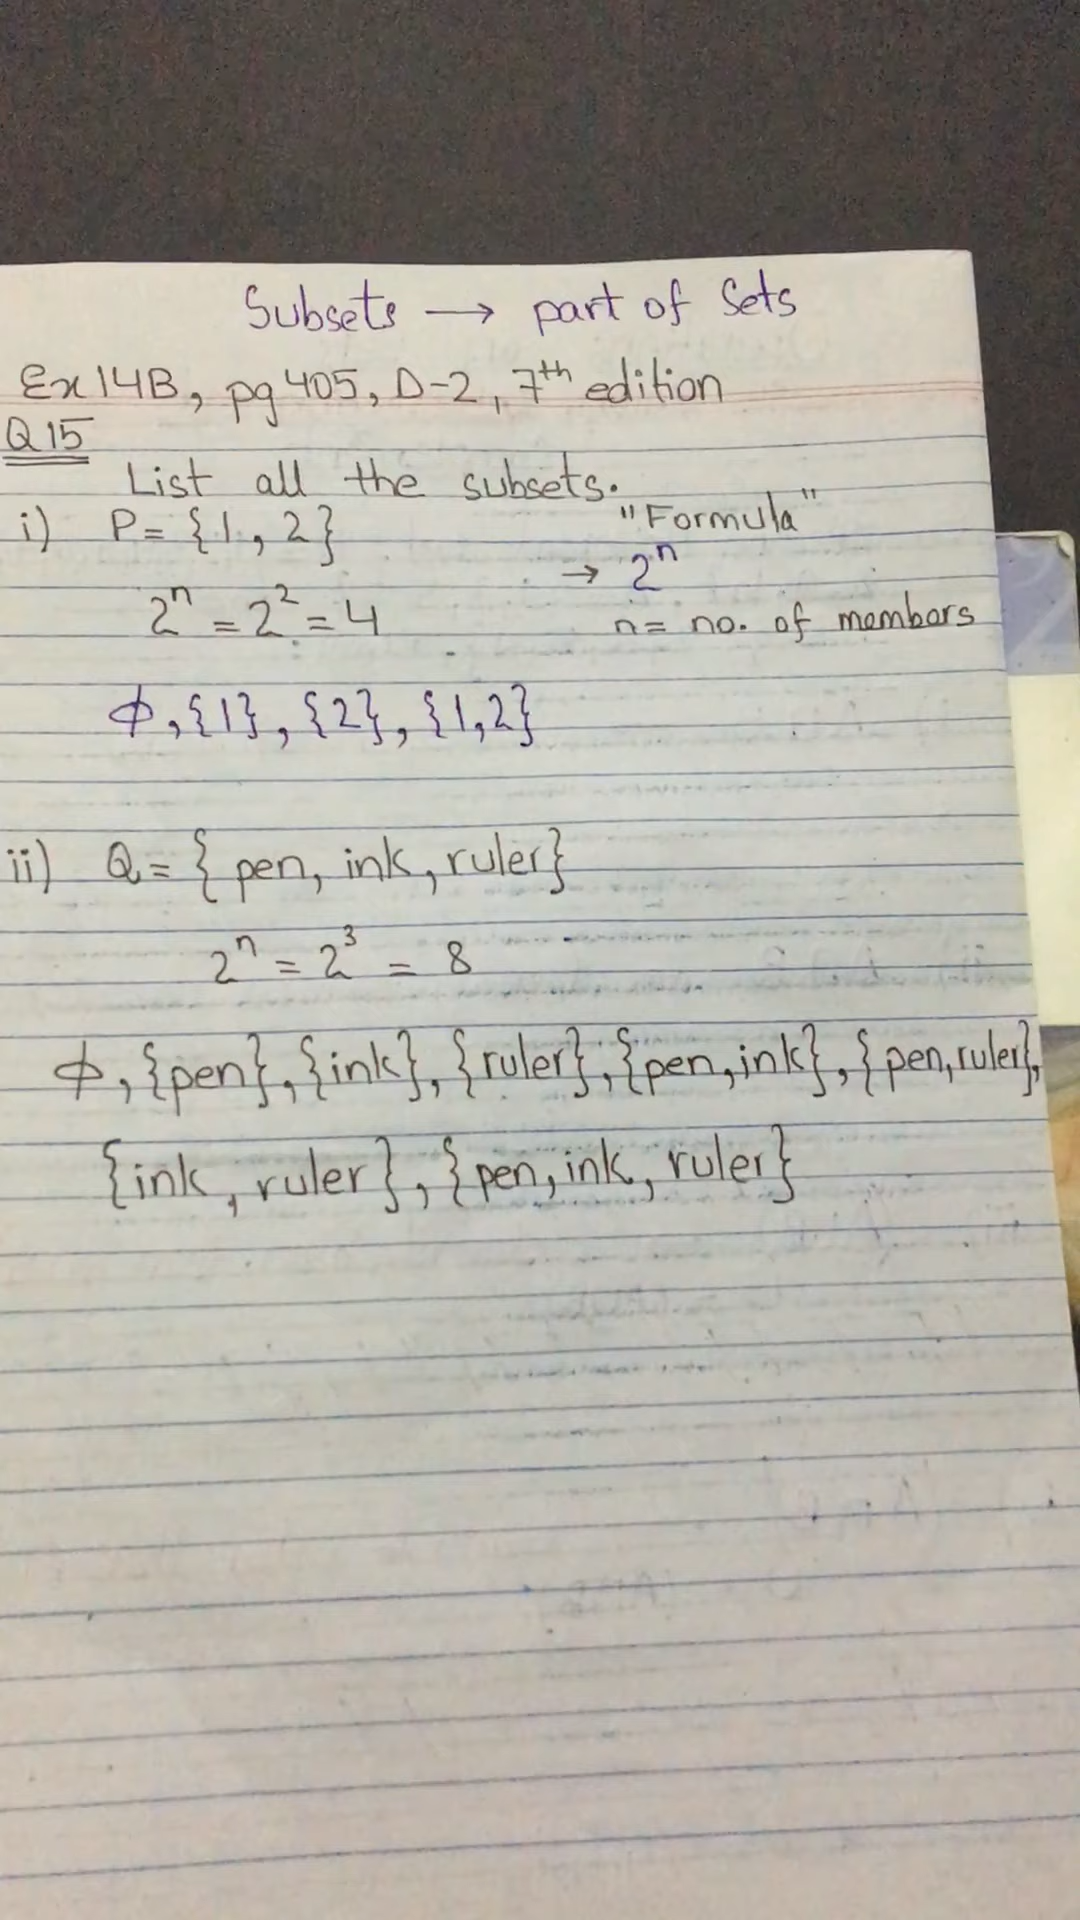 Subsets → part of Sets
Ex 14B, pg 405, D-2, 7th edition
Q15
List all the subsets.
i) P = {1, 2}
"Formula"
→ 2ⁿ
2ⁿ = 2² = 4
n = no. of members
ϕ, {1}, {2}, {1,2}
ii) Q = { pen, ink, ruler}
2ⁿ = 2³ = 8
ϕ, {pen}, {ink}, {ruler}, {pen, ink}, {pen, ruler},
{ink, ruler}, {pen, ink, ruler}